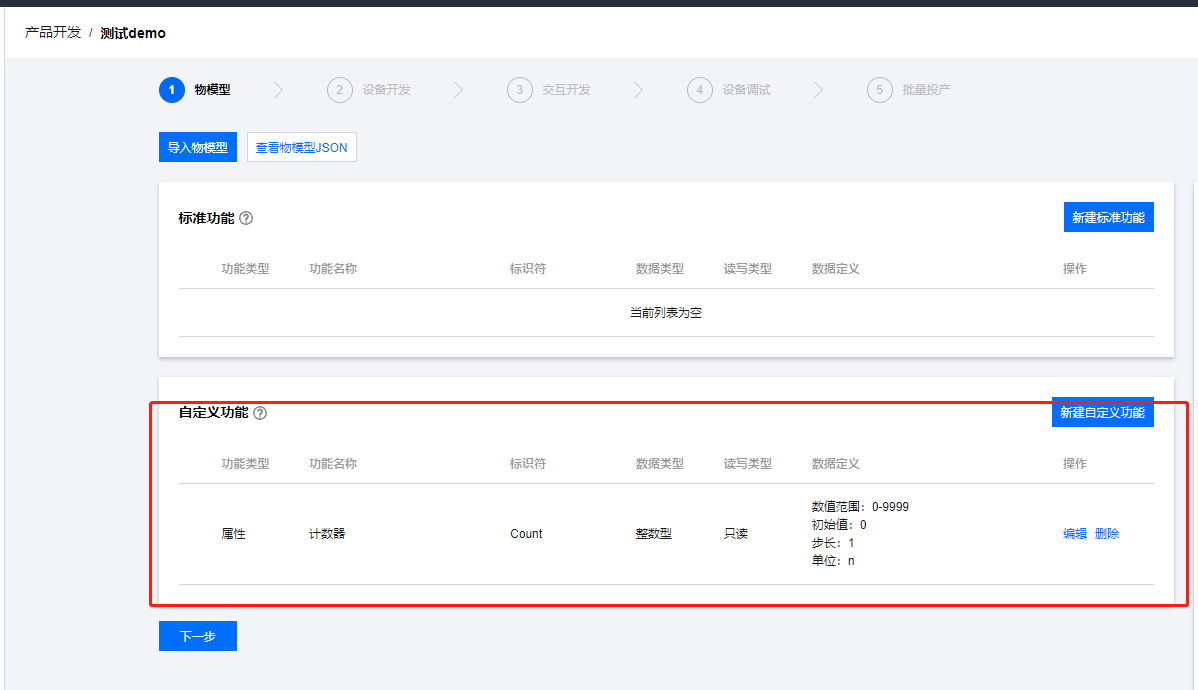 产品开发 / 测试demo
1 物模型 2 设备开发 3 交互开发 4 设备调试 5 批量投产
导入物模型 查看物模型JSON
标准功能 ? 新建标准功能
功能类型 功能名称 标识符 数据类型 读写类型 数据定义 操作
当前列表为空
自定义功能 ? 新建自定义功能
功能类型 功能名称 标识符 数据类型 读写类型 数据定义 操作
属性 计数器 Count 整数型 只读 数值范围：0-9999
初始值：0
步长：1
单位：n
编辑 删除
下一步